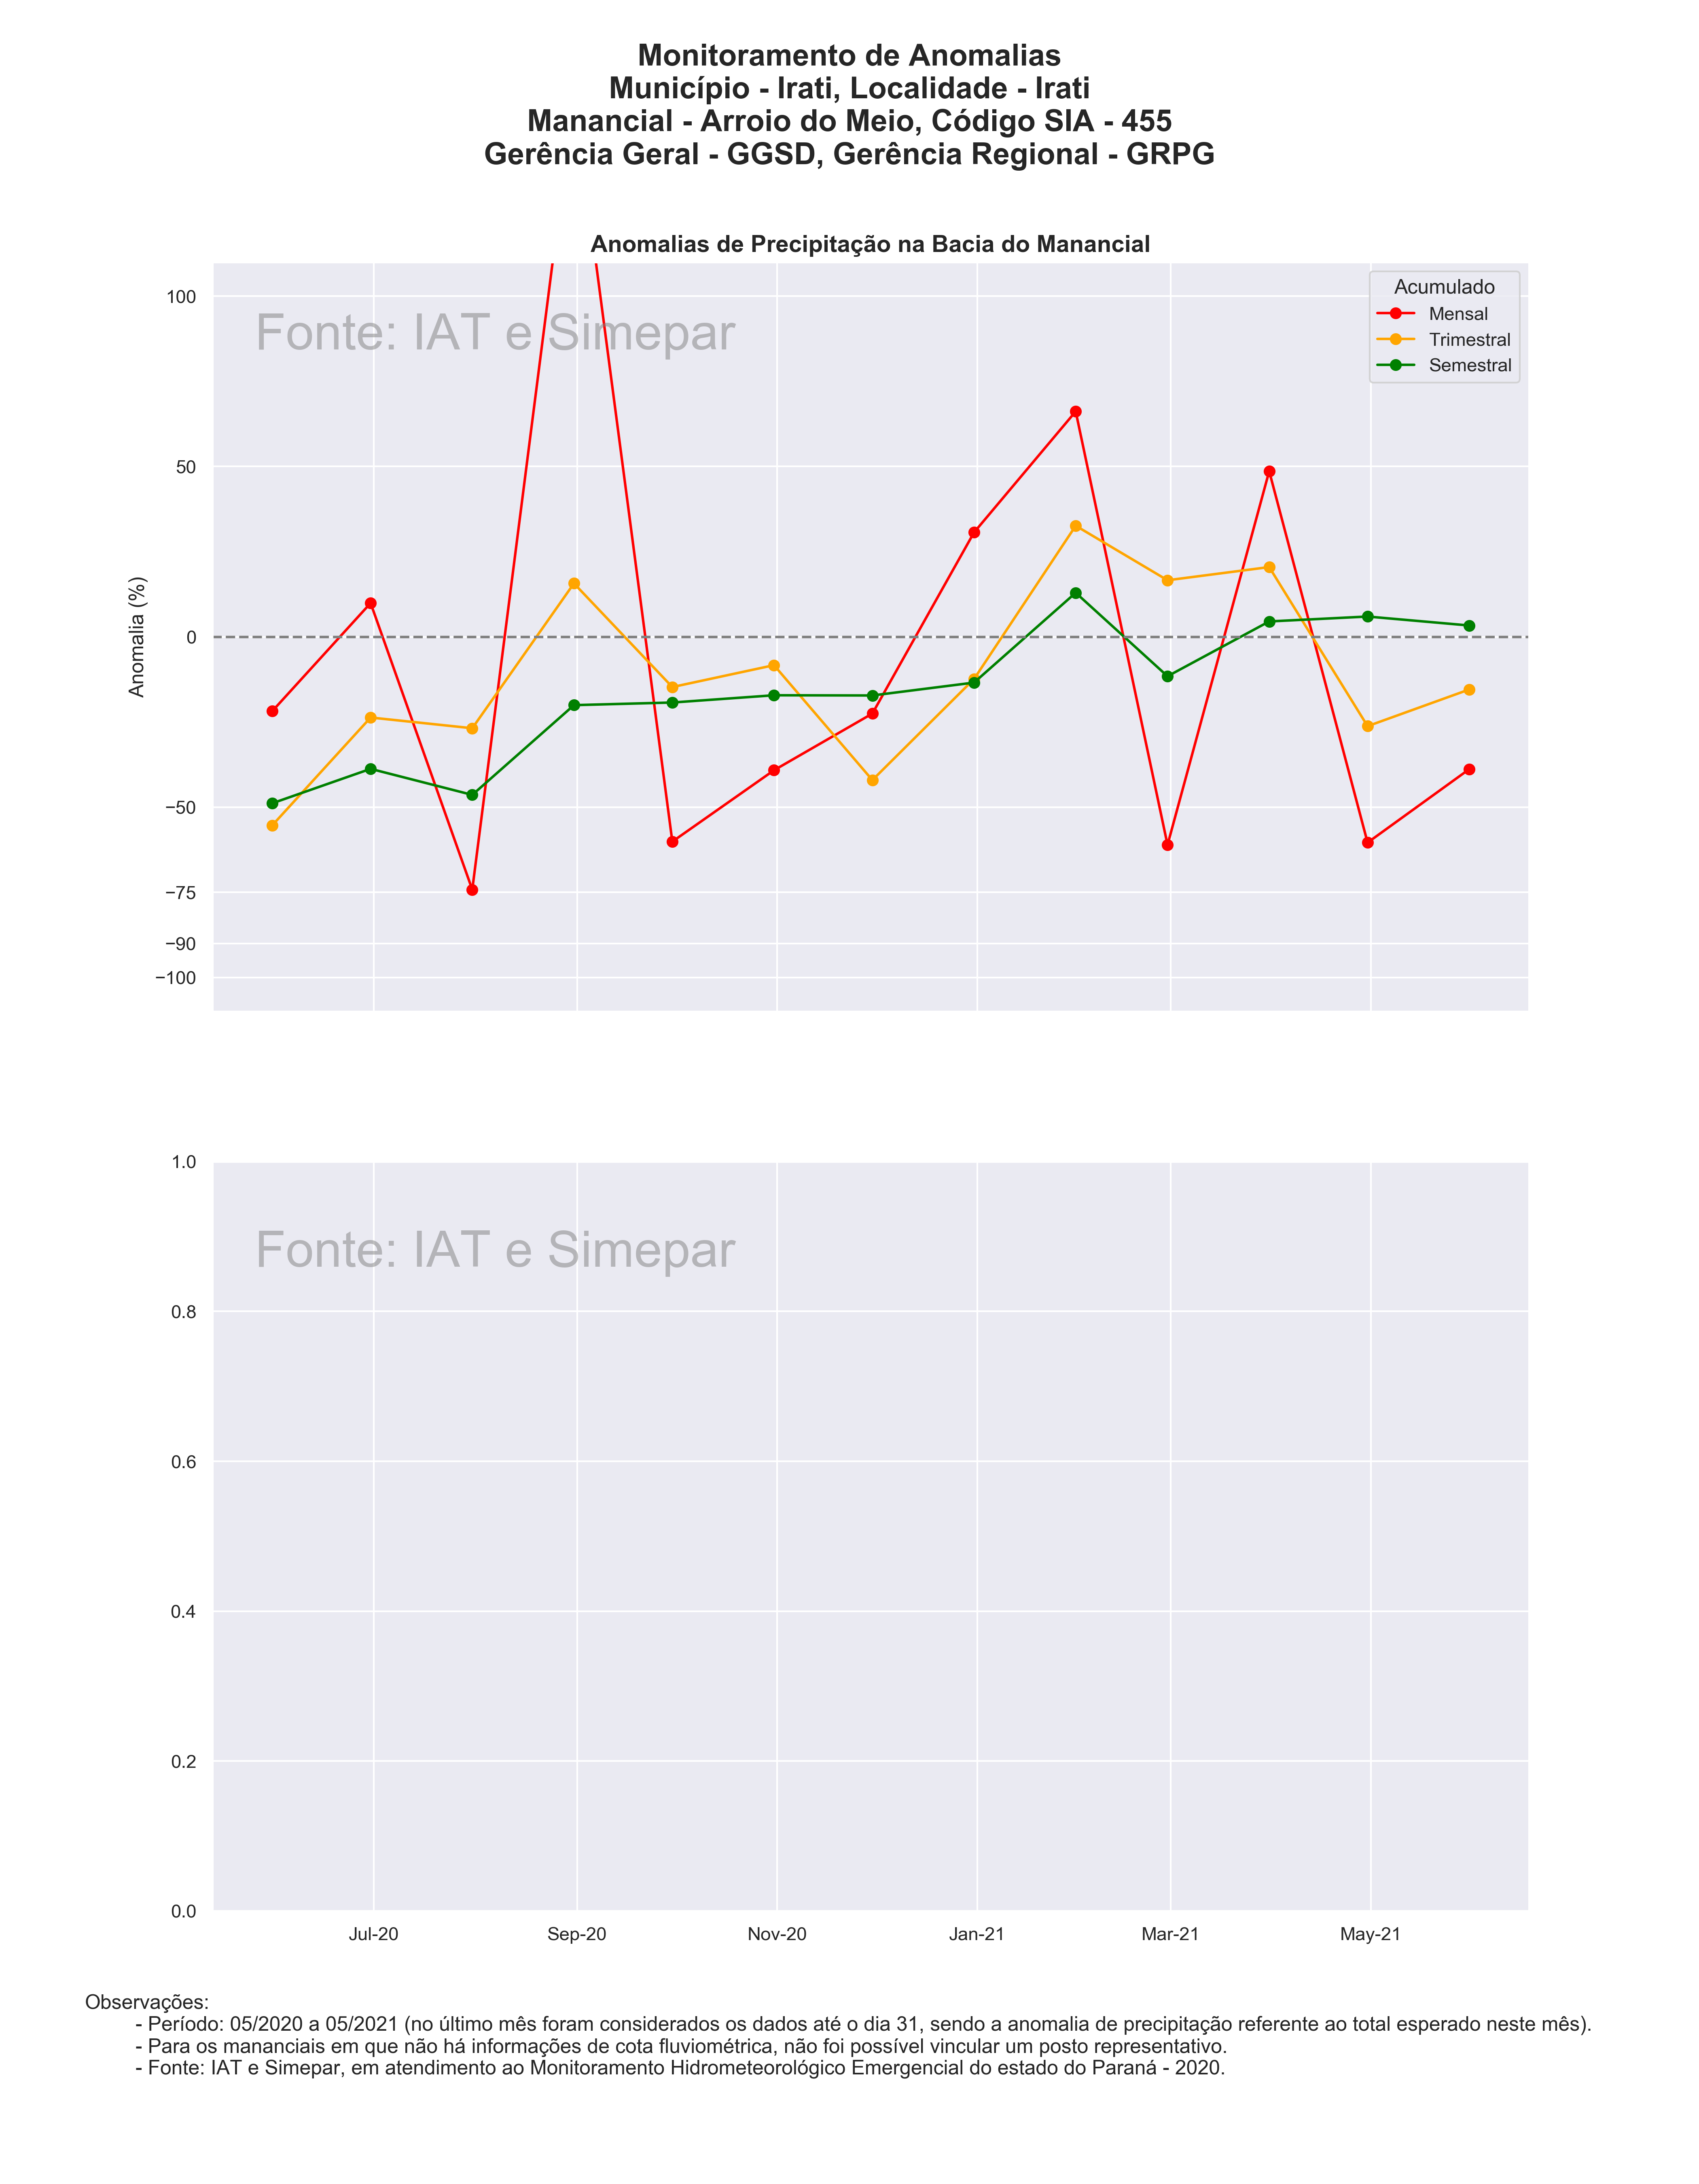 Monitoramento de Anomalias
Município - Irati, Localidade - Irati
Manancial - Arroio do Meio, Código SIA - 455
Gerência Geral - GGSD, Gerência Regional - GRPG
Anomalias de Precipitação na Bacia do Manancial
Fonte: IAT e Simepar
Acumulado
Mensal
Trimestral
Semestral
Anomalia (%)
100
50
0
−50
−75
−90
−100
Fonte: IAT e Simepar
1.0
0.8
0.6
0.4
0.2
0.0
Jul-20 Sep-20 Nov-20 Jan-21 Mar-21 May-21
Observações:
- Período: 05/2020 a 05/2021 (no último mês foram considerados os dados até o dia 31, sendo a anomalia de precipitação referente ao total esperado neste mês).
- Para os mananciais em que não há informações de cota fluviométrica, não foi possível vincular um posto representativo.
- Fonte: IAT e Simepar, em atendimento ao Monitoramento Hidrometeorológico Emergencial do estado do Paraná - 2020.